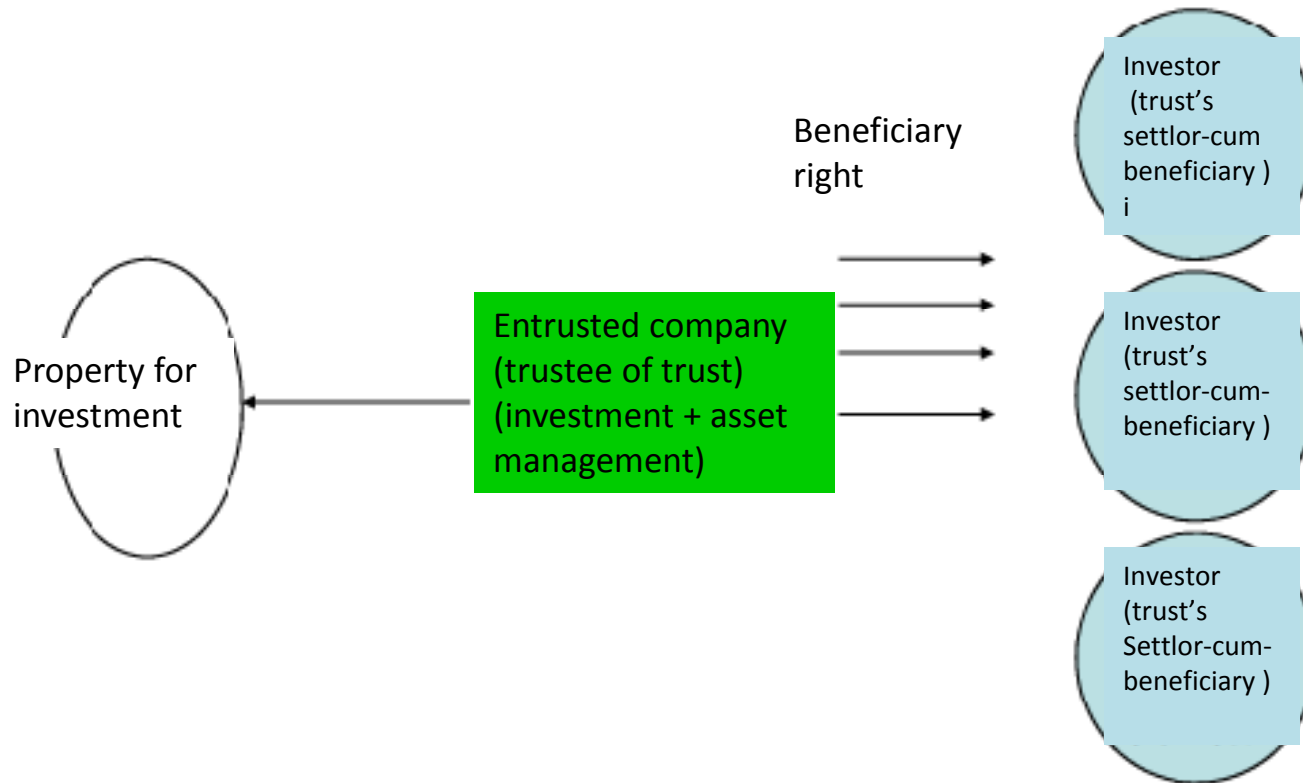 Property for
investment
Entrusted company
(trustee of trust)
(investment + asset
management)
Beneficiary
right
Investor
(trust’s
settlor-cum
beneficiary )
i
Investor
(trust’s
settlor-cum-
beneficiary )
Investor
(trust’s
Settlor-cum-
beneficiary )